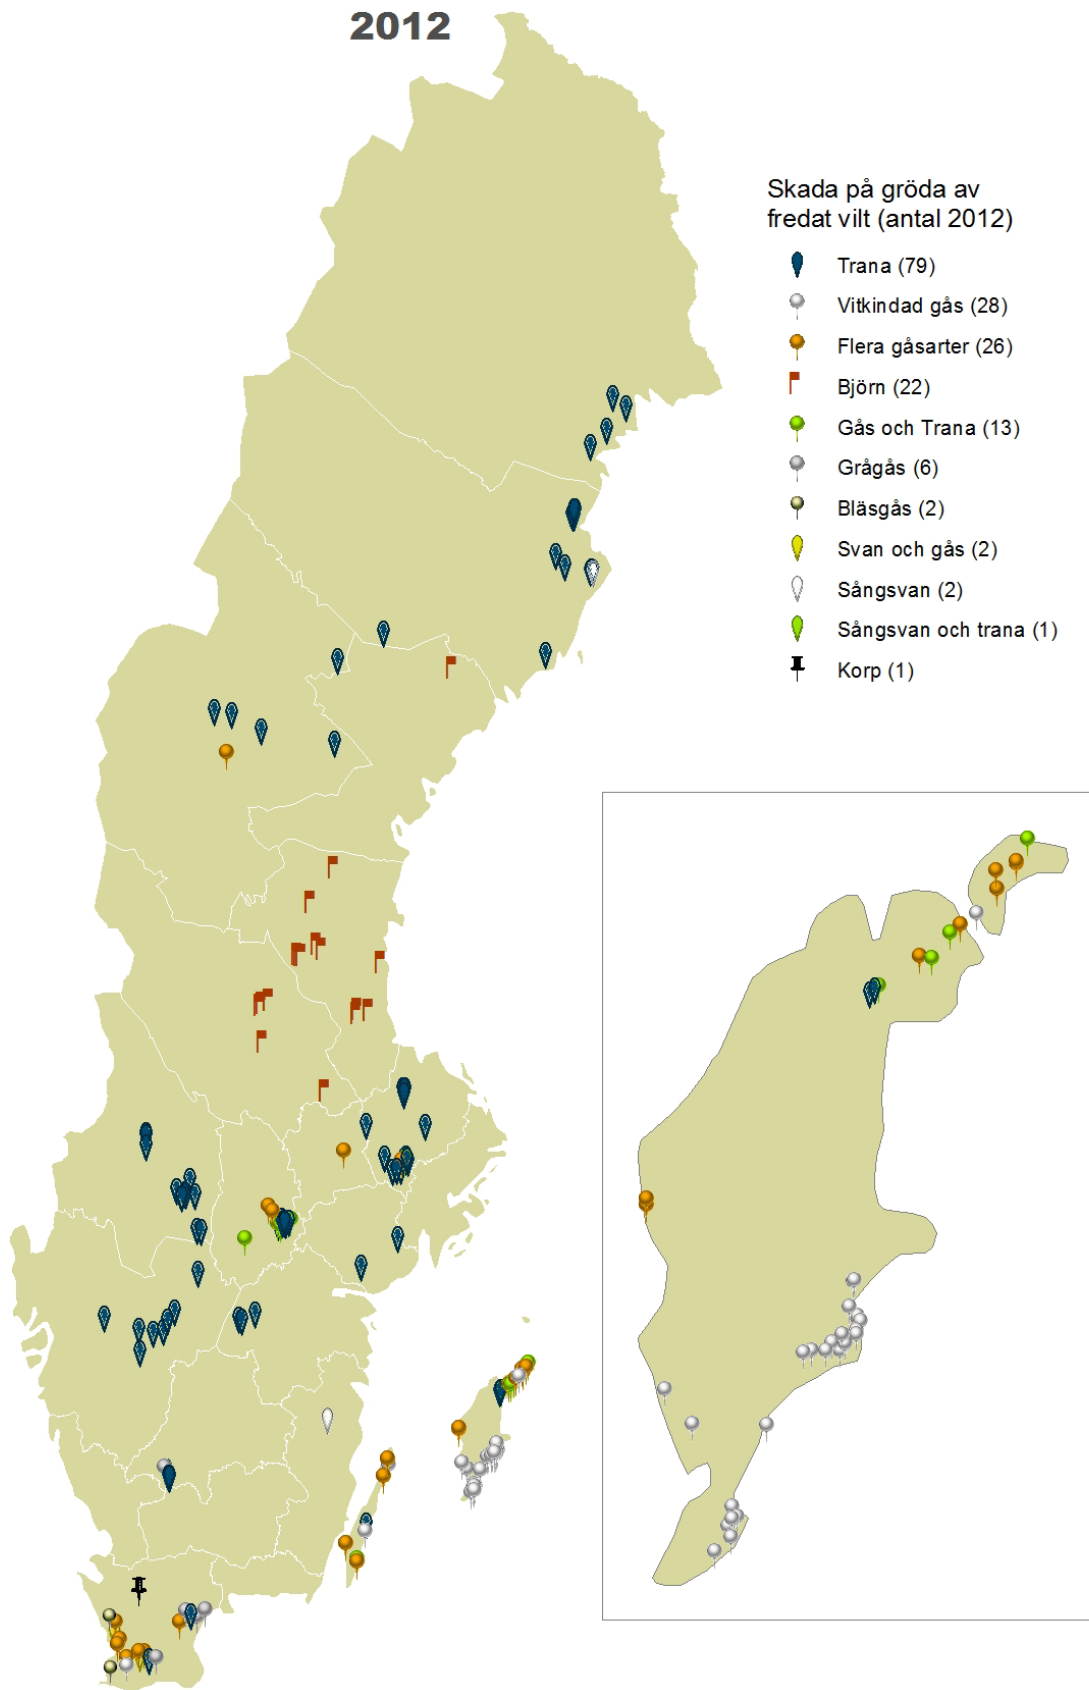 2012
Skada på gröda av
fredat vilt (antal 2012)
Trana (79)
Vitkindad gås (28)
Flera gåsarter (26)
Björn (22)
Gås och Trana (13)
Grågås (6)
Bläsgås (2)
Svan och gås (2)
Sångsvan (2)
Sångsvan och trana (1)
Korp (1)